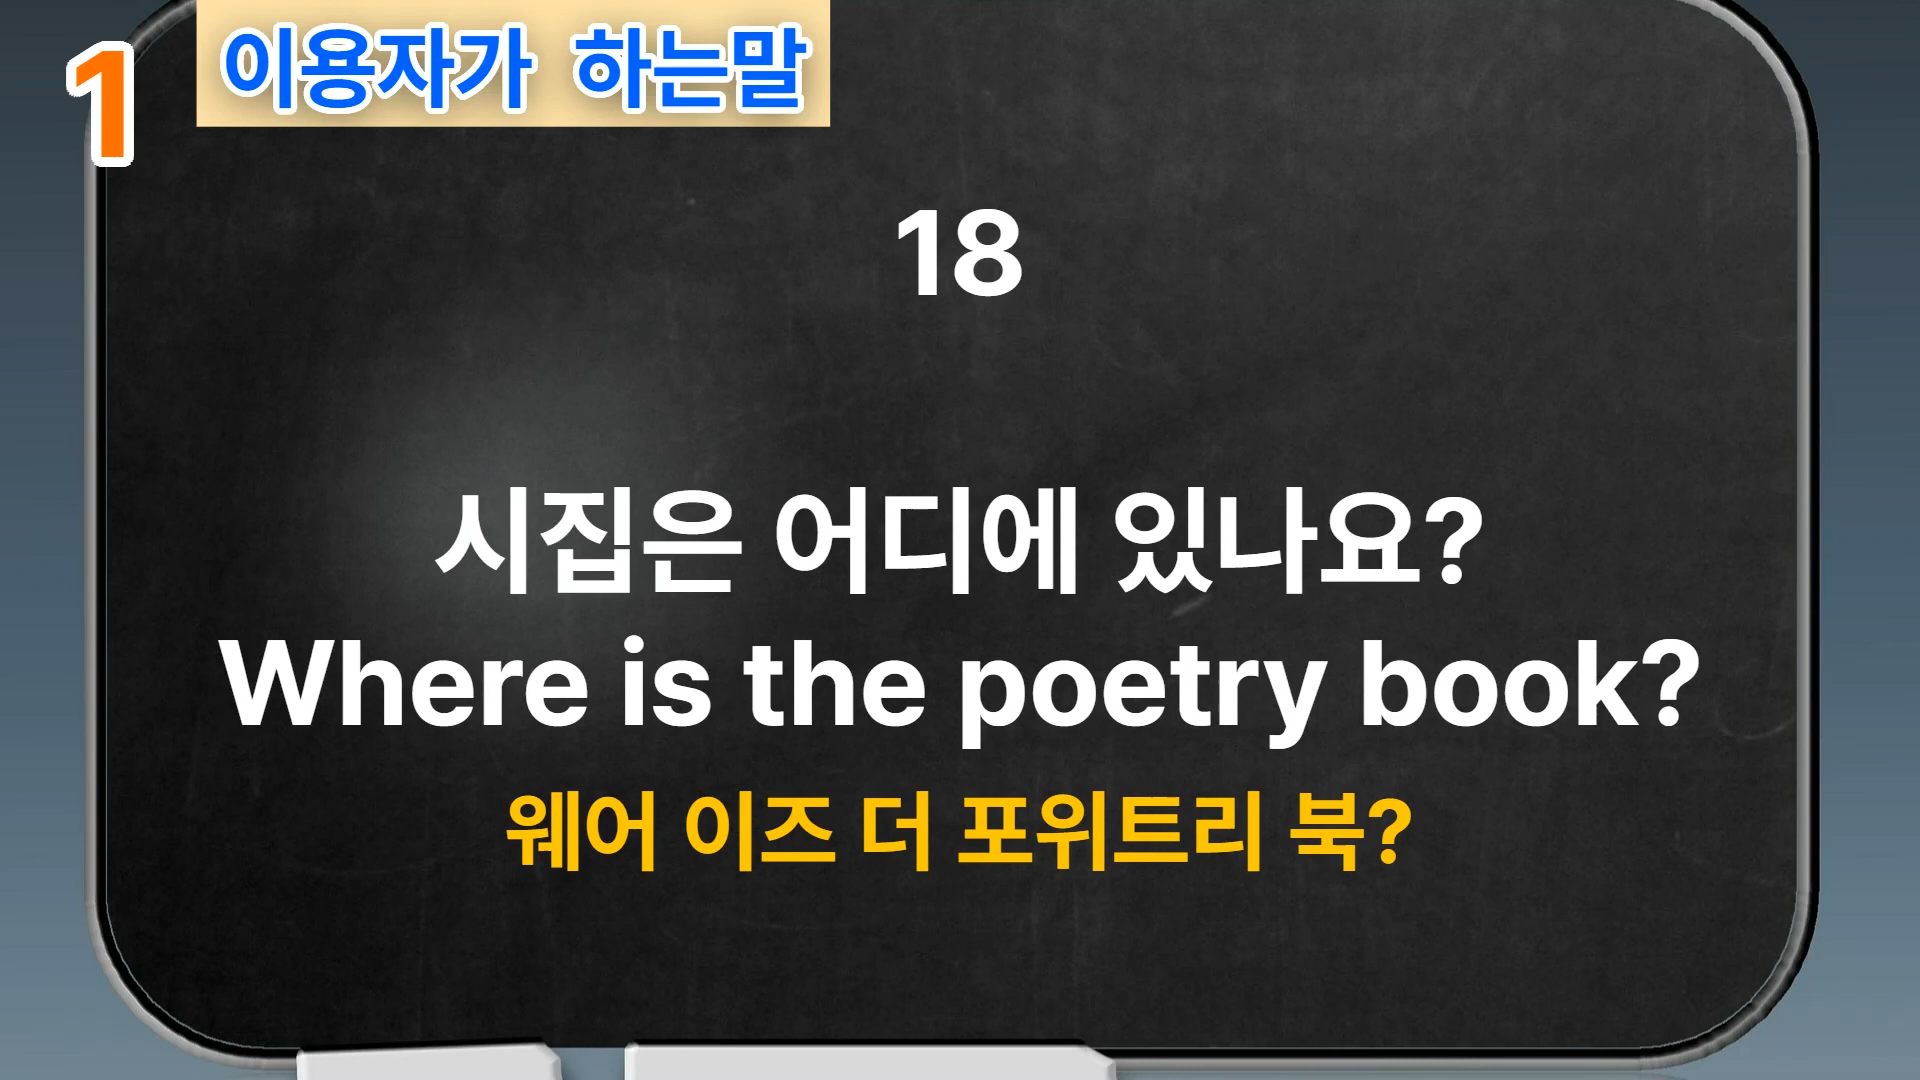 1
이용자가 하는말
18
시집은 어디에 있나요?
Where is the poetry book?
웨어 이즈 더 포위트리 북?